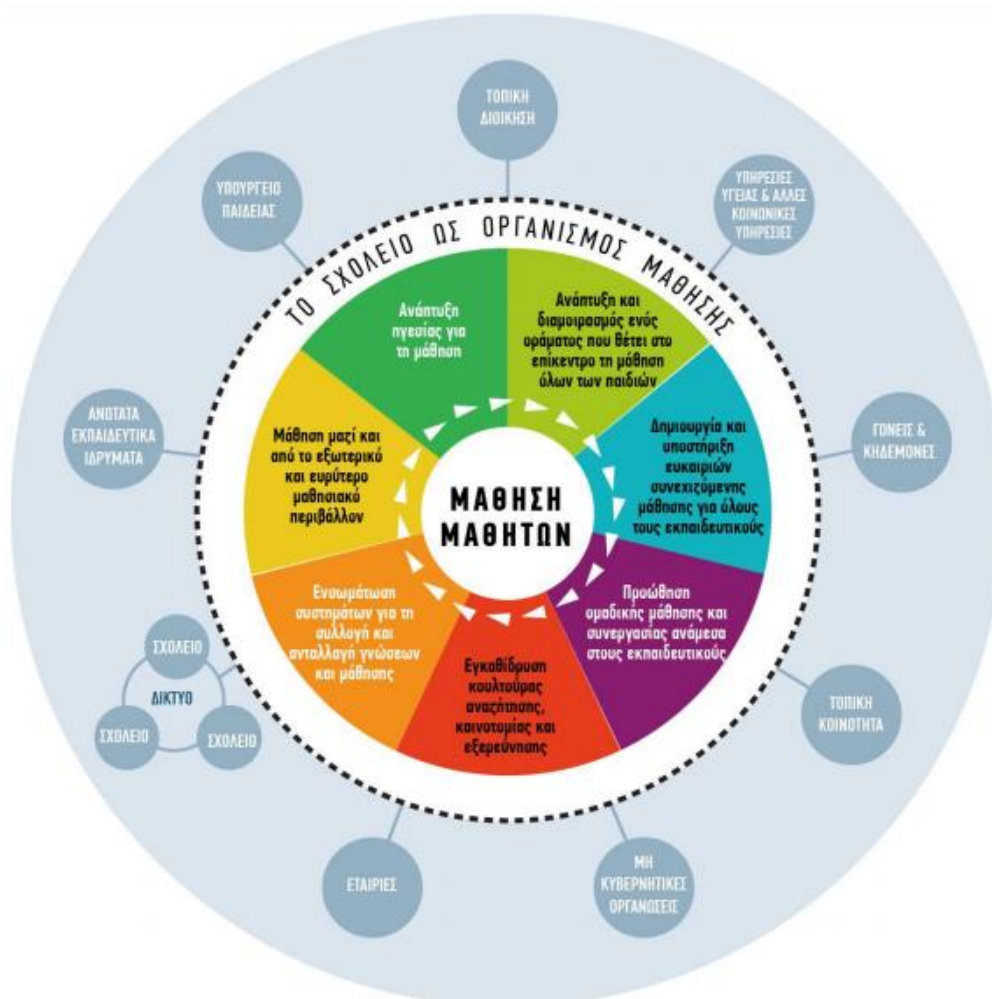 ΤΟΠΙΚΗ
ΔΙΟΙΚΗΣΗ
ΥΠΗΡΕΣΙΕΣ
ΥΓΕΙΑΣ & ΑΛΛΕΣ
ΚΟΙΝΩΝΙΚΕΣ
ΥΠΗΡΕΣΙΕΣ
ΓΟΝΕΙΣ &
ΚΗΔΕΜΟΝΕΣ
ΤΟΠΙΚΗ
ΚΟΙΝΟΤΗΤΑ
ΜΗ
ΚΥΒΕΡΝΗΤΙΚΕΣ
ΟΡΓΑΝΩΣΕΙΣ
ΕΤΑΙΡΙΕΣ
ΣΧΟΛΕΙΟ
ΔΙΚΤΥΟ
ΣΧΟΛΕΙΟ
ΣΧΟΛΕΙΟ
ΑΝΩΤΑΤΑ
ΕΚΠΑΙΔΕΥΤΙΚΑ
ΙΔΡΥΜΑΤΑ
ΥΠΟΥΡΓΕΙΟ
ΠΑΙΔΕΙΑΣ
ΤΟ ΣΧΟΛΕΙΟ ΩΣ ΟΡΓΑΝΙΣΜΟΣ ΜΑΘΗΣΗΣ
Ανάπτυξη και
διαμοιρασμός ενός
οράματος που θέτει στο
επίκεντρο τη μάθηση
όλων των παιδιών
Δημιουργία και
υποστήριξη
ευκαιριών
συνεχιζόμενης
μάθησης για όλους
τους εκπαιδευτικούς
Προώθηση
ομαδικής μάθησης και
συνεργασίας ανάμεσα
στους εκπαιδευτικούς
Εγκαθίδρυση
κουλτούρας
αναζήτησης,
καινοτομίας και
εξερεύνησης
Ενσωμάτωση
συστημάτων για τη
συλλογή και
ανταλλαγή γνώσεων
και μάθησης
Μάθηση μαζί και
από το εξωτερικό
και ευρύτερο
μαθησιακό
περιβάλλον
Ανάπτυξη
ηγεσίας για
τη μάθηση
ΜΑΘΗΣΗ
ΜΑΘΗΤΩΝ